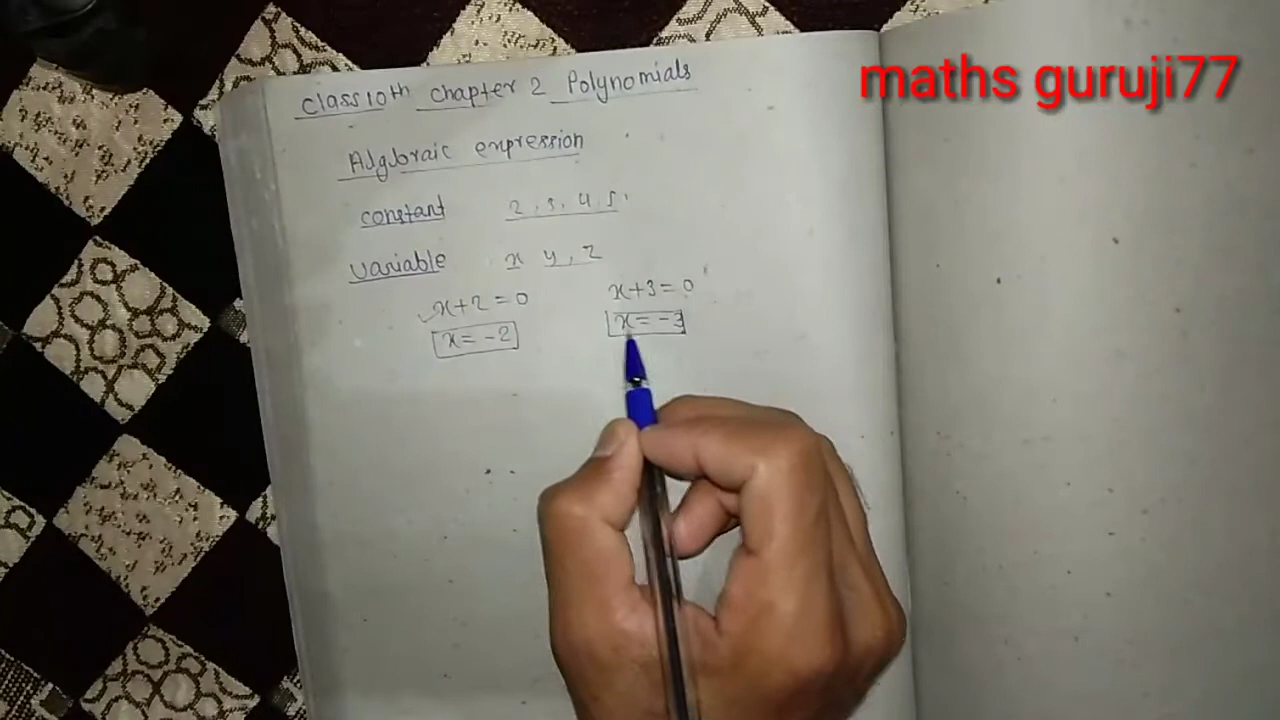 maths guruji77
Class 10th Chapter 2 Polynomials
Algebraic expression
constant 2, 3, 4, 5.
variable x y, z
x+2=0 x+3=0
x=-2 x=-3